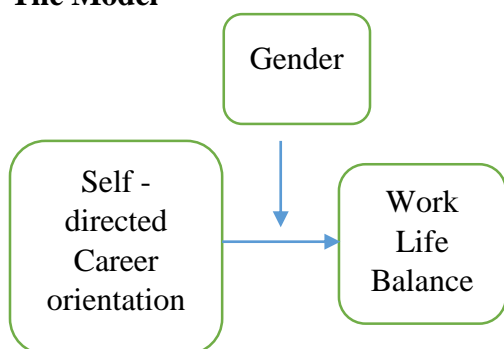 The Model
Gender
Self -
directed
Career
orientation
Work
Life
Balance